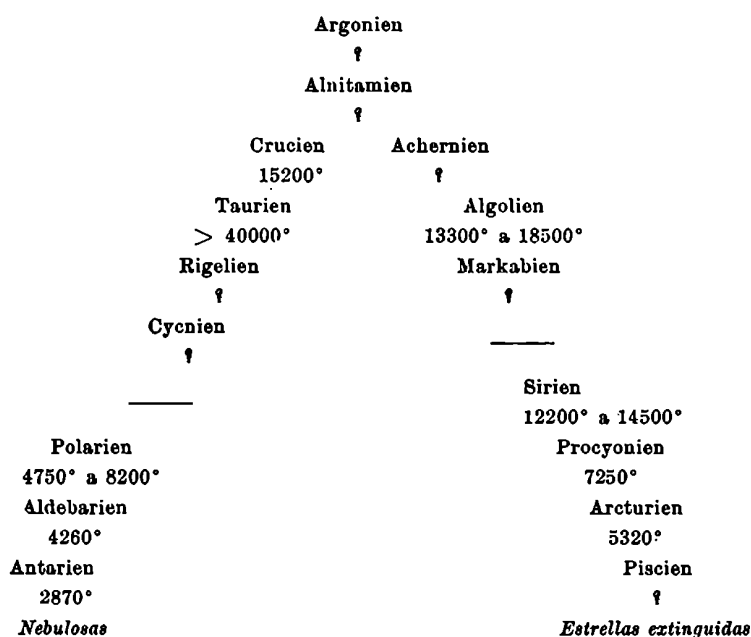 Argonien
?
Alnitamien
?
Crucien Achernien
15200° ?
Taurien Algolien
> 40000° 13300° a 18500°
Rigelien Markabien
? ?
Cycnien
?
Sirien
12200° a 14500°
Polarien Procyonien
4750° a 8200° 7250°
Aldebarien Arcturien
4260° 5320°
Antarien Piscien
2870° ?
Nebulosas Estrellas extinguidas